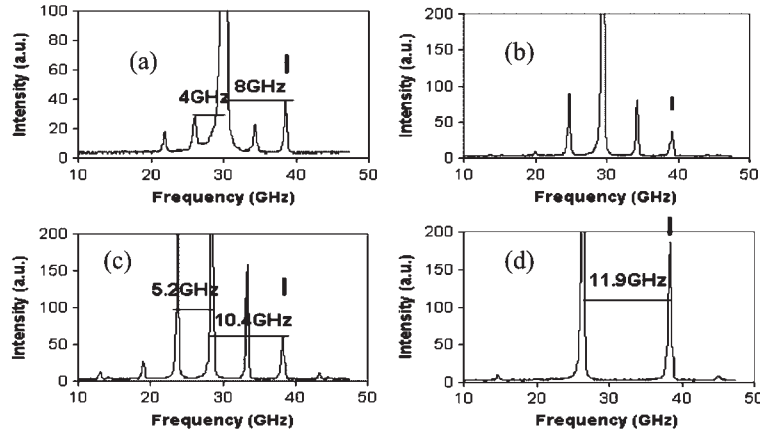 (a)
Intensity (a.u.)
100
80
60
40
20
0
4GHz
8GHz
10 20 30 40 50
Frequency (GHz)
(b)
Intensity (a.u.)
200
150
100
50
0
10 20 30 40 50
Frequency (GHz)
(c)
Intensity (a.u.)
200
150
100
50
0
5.2GHz
10.4GHz
10 20 30 40 50
Frequency (GHz)
(d)
Intensity (a.u.)
200
150
100
50
0
11.9GHz
10 20 30 40 50
Frequency (GHz)